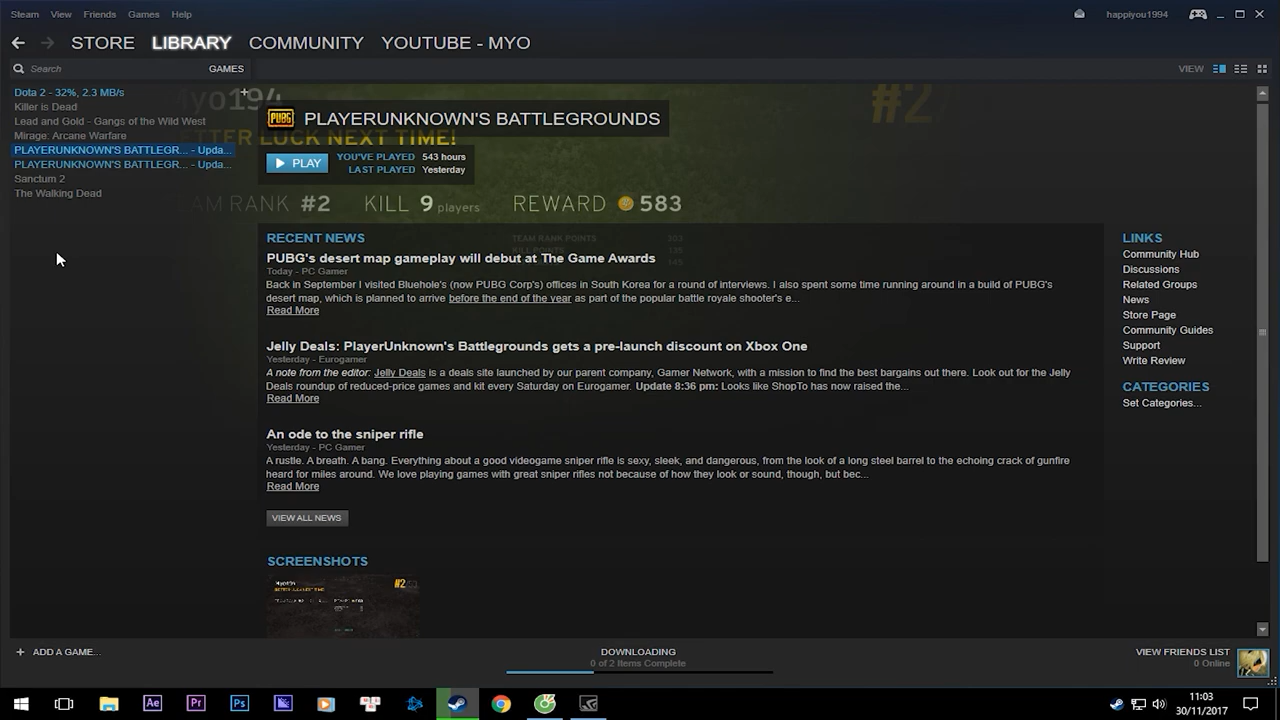 Steam View Friends Games Help
happiyou1994
STORE LIBRARY COMMUNITY YOUTUBE - MYO
Search GAMES
VIEW
Dota 2 - 32%, 2.3 MB/s
Killer is Dead
Lead and Gold - Gangs of the Wild West
Mirage: Arcane Warfare
PLAYERUNKNOWN'S BATTLEGR... - Upda...
PLAYERUNKNOWN'S BATTLEGR... - Upda...
Sanctum 2
The Walking Dead
Myo194
#2
PUBG
PLAYERUNKNOWN'S BATTLEGROUNDS
BETTER LUCK NEXT TIME!
PLAY
YOU'VE PLAYED 543 hours
LAST PLAYED Yesterday
TEAM RANK #2 KILL 9 players REWARD 583
TEAM RANK POINTS
KILL POINTS
RECENT NEWS
PUBG's desert map gameplay will debut at The Game Awards
Today - PC Gamer
Back in September I visited Bluehole's (now PUBG Corp's) offices in South Korea for a round of interviews. I also spent some time running around in a build of PUBG's
desert map, which is planned to arrive before the end of the year as part of the popular battle royale shooter's e...
Read More
Jelly Deals: PlayerUnknown's Battlegrounds gets a pre-launch discount on Xbox One
Yesterday - Eurogamer
A note from the editor: Jelly Deals is a deals site launched by our parent company, Gamer Network, with a mission to find the best bargains out there. Look out for the Jelly
Deals roundup of reduced-price games and kit every Saturday on Eurogamer. Update 8:36 pm: Looks like ShopTo has now raised the...
Read More
An ode to the sniper rifle
Yesterday - PC Gamer
A rustle. A breath. A bang. Everything about a good videogame sniper rifle is sexy, sleek, and dangerous, from the look of a long steel barrel to the echoing crack of gunfire
heard for miles around. We love playing games with great sniper rifles not because of how they look or sound, though, but bec...
Read More
VIEW ALL NEWS
SCREENSHOTS
#2
LINKS
Community Hub
Discussions
Related Groups
News
Store Page
Community Guides
Support
Write Review
CATEGORIES
Set Categories...
+ ADD A GAME...
DOWNLOADING
0 of 2 Items Complete
VIEW FRIENDS LIST
0 Online
Ae Pr Ps
11:03
30/11/2017